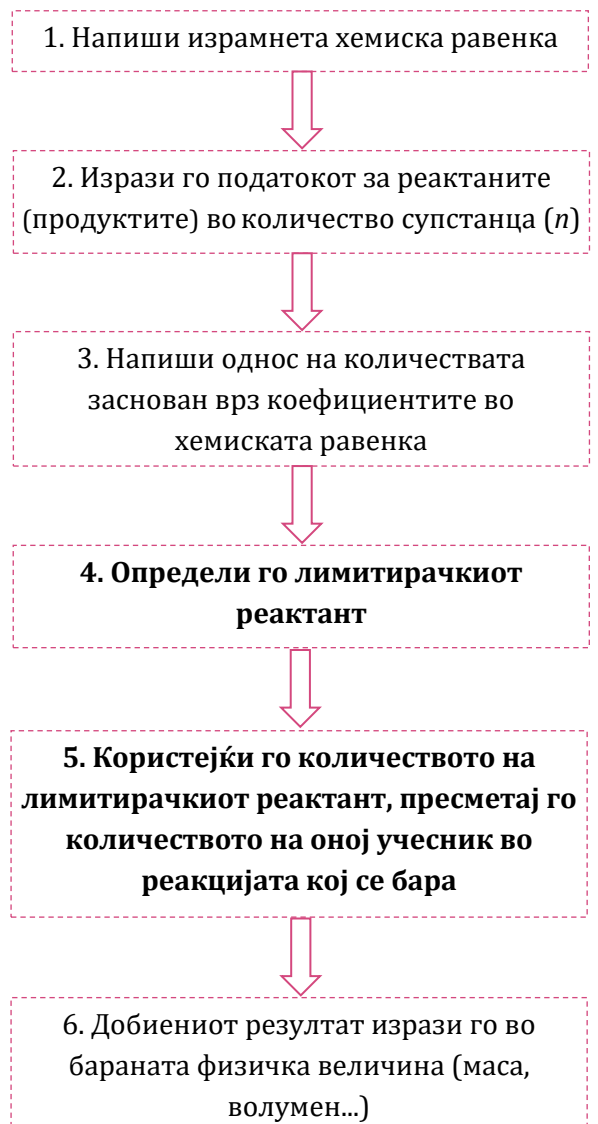 1. Напиши израмнета хемиска равенка
2. Изрази го податокот за реактаните
(продуктите) во количество супстанца (n)
3. Напиши однос на количествата
заснован врз коефициентите во
хемиската равенка
4. Определи го лимитирачкиот
реактант
5. Користејќи го количеството на
лимитирачкиот реактант, пресметај го
количеството на оној учесник во
реакцијата кој се бара
6. Добиениот резултат изрази го во
бараната физичка величина (маса,
волумен...)